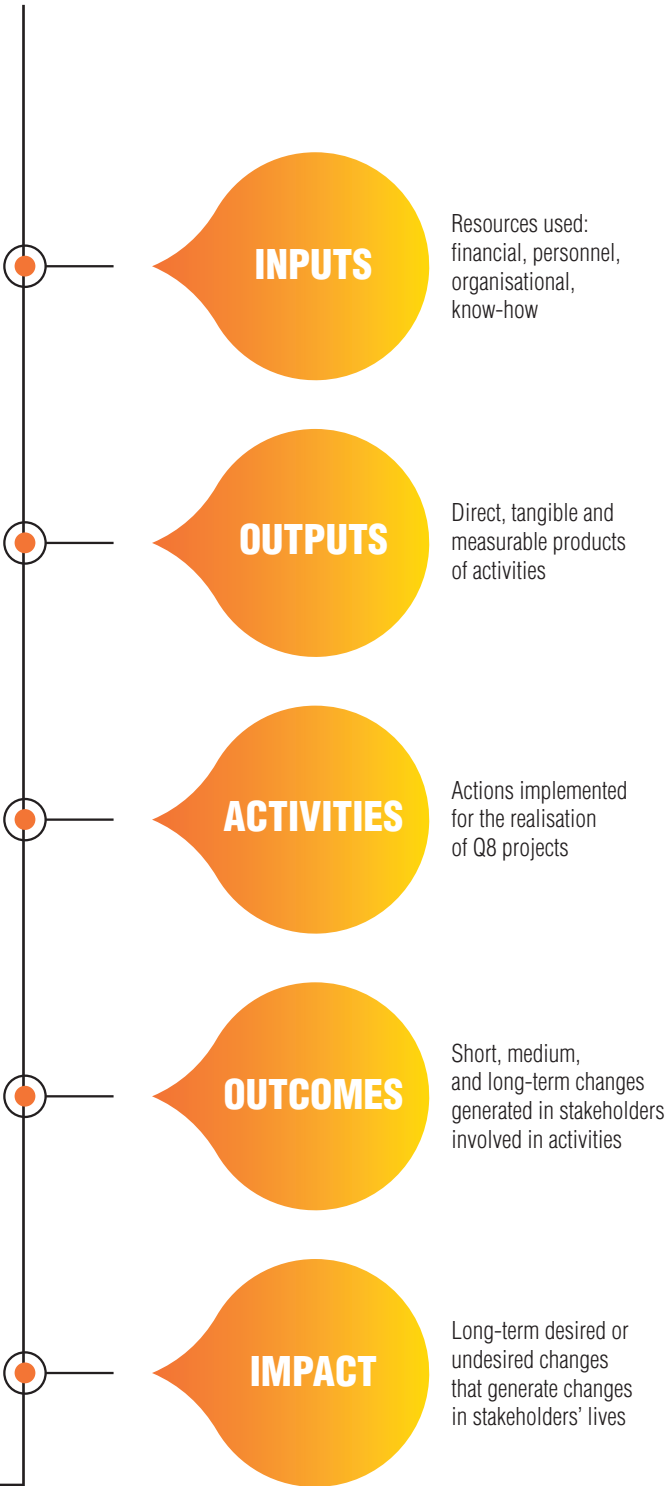 INPUTS
Resources used:
financial, personnel,
organisational,
know-how
OUTPUTS
Direct, tangible and
measurable products
of activities
ACTIVITIES
Actions implemented
for the realisation
of Q8 projects
OUTCOMES
Short, medium,
and long-term changes
generated in stakeholders
involved in activities
IMPACT
Long-term desired or
undesired changes
that generate changes
in stakeholders’ lives